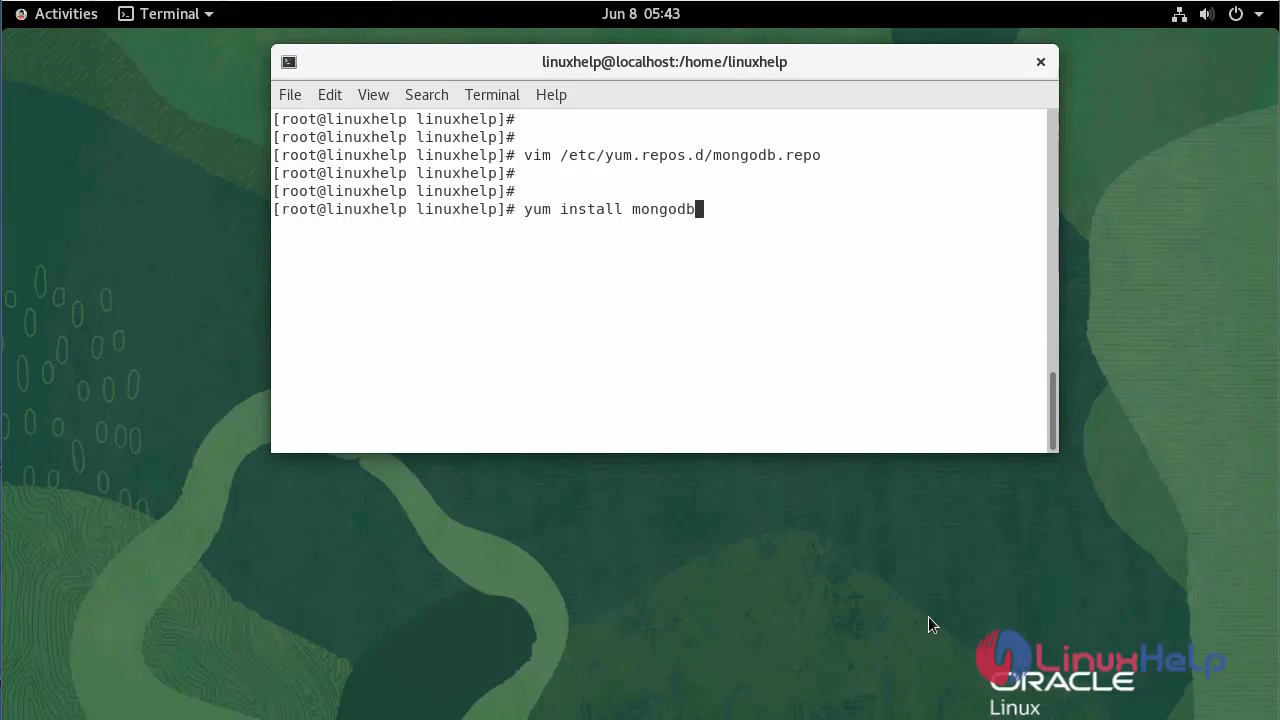 Activities
Terminal
Jun 8 05:43
linuxhelp@localhost:/home/linuxhelp
File Edit View Search Terminal Help
[root@linuxhelp linuxhelp]#
[root@linuxhelp linuxhelp]#
[root@linuxhelp linuxhelp]# vim /etc/yum.repos.d/mongodb.repo
[root@linuxhelp linuxhelp]#
[root@linuxhelp linuxhelp]#
[root@linuxhelp linuxhelp]# yum install mongodb
LinuxHelp
ORACLE
Linux